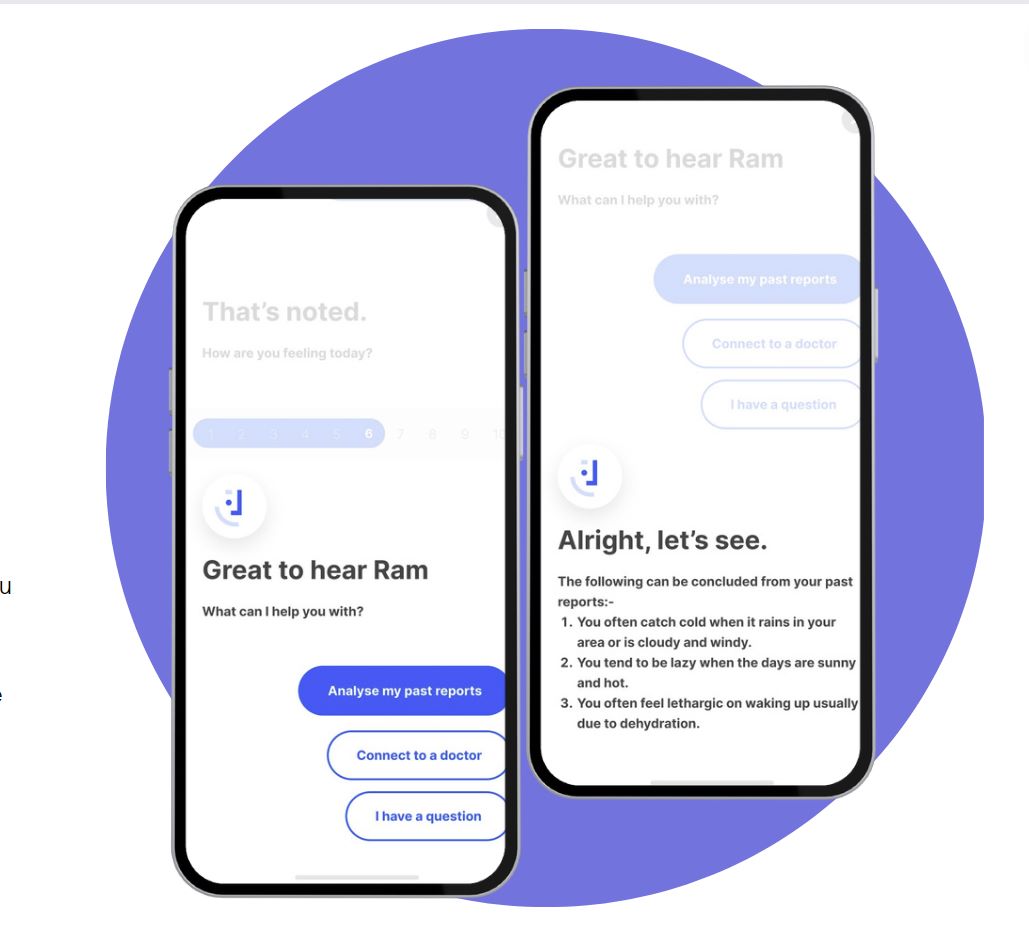 That's noted.
How are you feeling today?
1 2 3 4 5 6 7 8 9 10
Great to hear Ram
What can I help you with?
Analyse my past reports
Connect to a doctor
I have a question
Great to hear Ram
What can I help you with?
Analyse my past reports
Connect to a doctor
I have a question
Alright, let's see.
The following can be concluded from your past
reports:-
1. You often catch cold when it rains in your
area or is cloudy and windy.
2. You tend to be lazy when the days are sunny
and hot.
3. You often feel lethargic on waking up usually
due to dehydration.